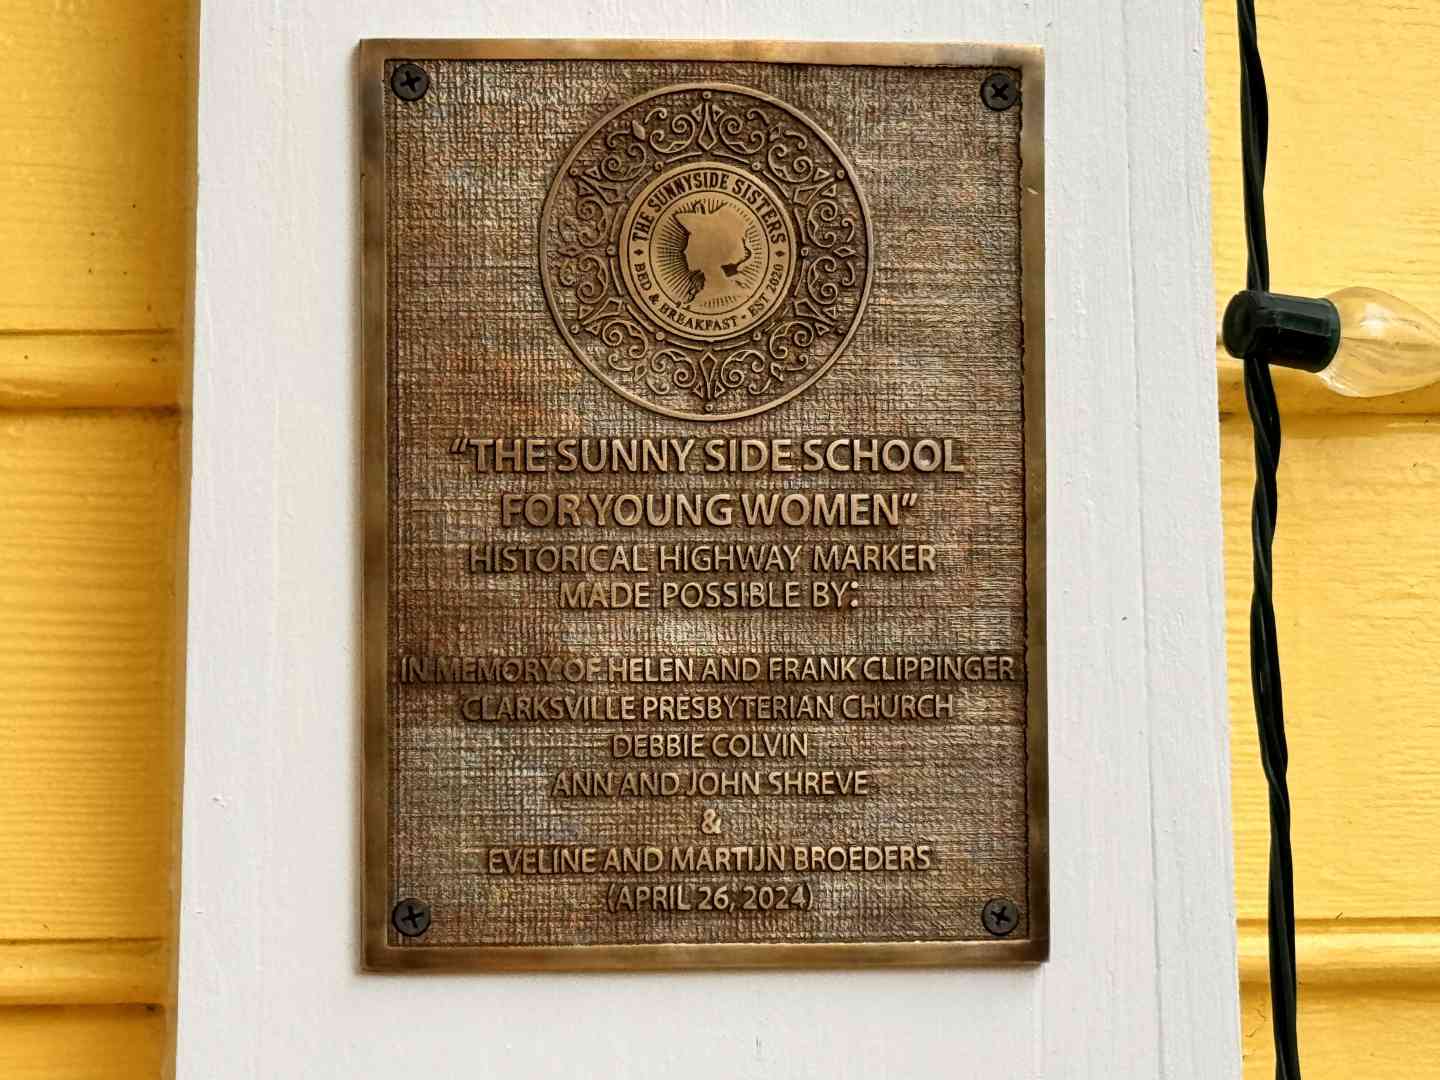 THE SUNNYSIDE SISTERS
BED & BREAKFAST - EST 2020
"THE SUNNY SIDE SCHOOL
FOR YOUNG WOMEN"
HISTORICAL HIGHWAY MARKER
MADE POSSIBLE BY:
IN MEMORY OF HELEN AND FRANK CLIPPINGER
CLARKSVILLE PRESBYTERIAN CHURCH
DEBBIE COLVIN
ANN AND JOHN SHREVE
&
EVELINE AND MARTIJN BROEDERS
(APRIL 26, 2024)